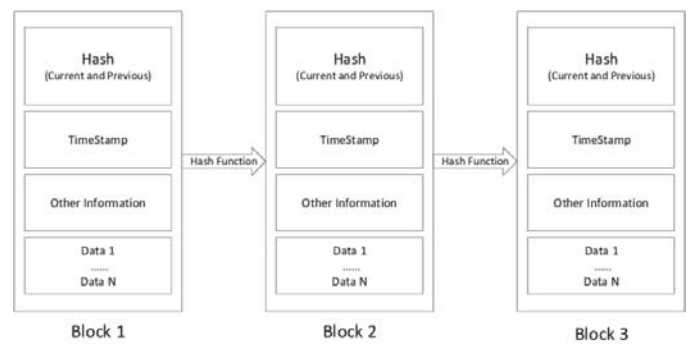 Hash
(Current and Previous)
TimeStamp
Other Information
Data 1
......
Data N
Block 1
Hash Function
Hash
(Current and Previous)
TimeStamp
Other Information
Data 1
......
Data N
Block 2
Hash Function
Hash
(Current and Previous)
TimeStamp
Other Information
Data 1
......
Data N
Block 3